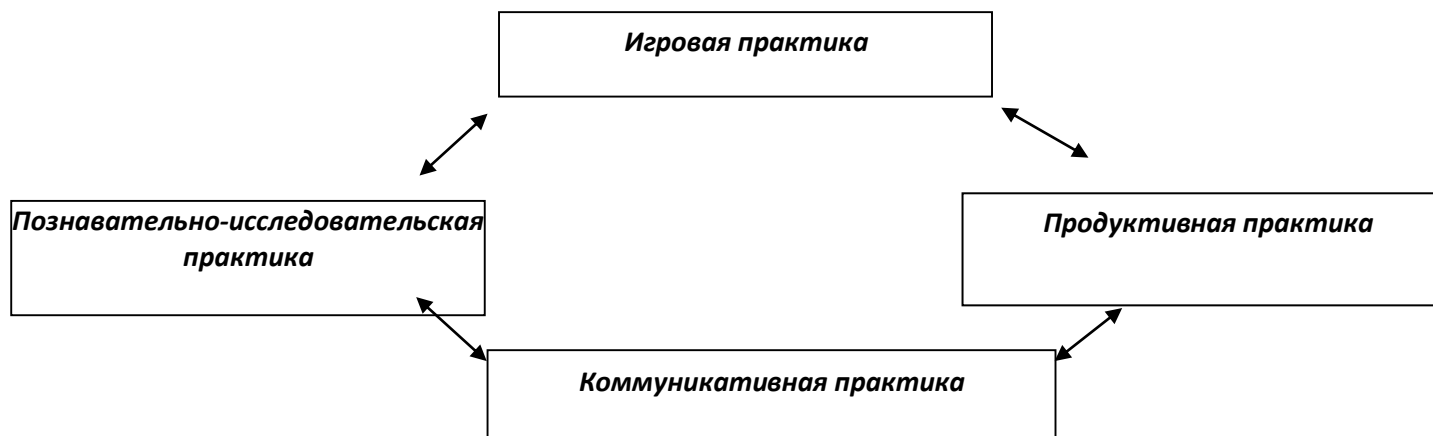 Игровая практика
Познавательно-исследовательская
практика
Продуктивная практика
Коммуникативная практика